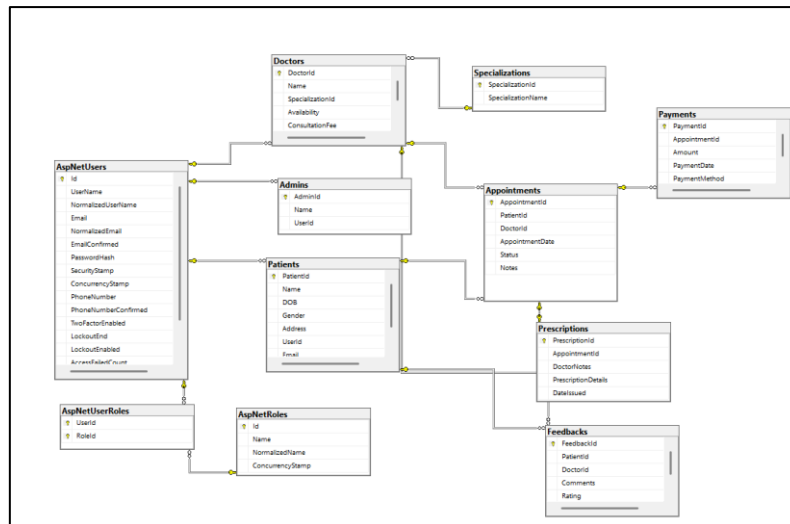 Doctors
DoctorId
Name
SpecializationId
Availability
ConsultationFee
Specializations
SpecializationId
SpecializationName
Payments
PaymentId
AppointmentId
Amount
PaymentDate
PaymentMethod
AspNetUsers
Id
UserName
NormalizedUserName
Email
NormalizedEmail
EmailConfirmed
PasswordHash
SecurityStamp
ConcurrencyStamp
PhoneNumber
PhoneNumberConfirmed
TwoFactorEnabled
LockoutEnd
LockoutEnabled
AccessFailedCount
Admins
AdminId
Name
UserId
Appointments
AppointmantId
PatientId
DoctorId
AppointmentDate
Status
Notes
Patients
PatientId
Name
DOB
Gender
Address
UserId
Email
Prescriptions
PrescriptionId
AppointmentId
DoctorNotes
PrescriptionDetails
DateIssued
AspNetUserRoles
UserId
RoleId
AspNetRoles
Id
Name
NormalizedName
ConcurrencyStamp
Feedbacks
FeedbackId
PatientId
DoctorId
Comments
Rating